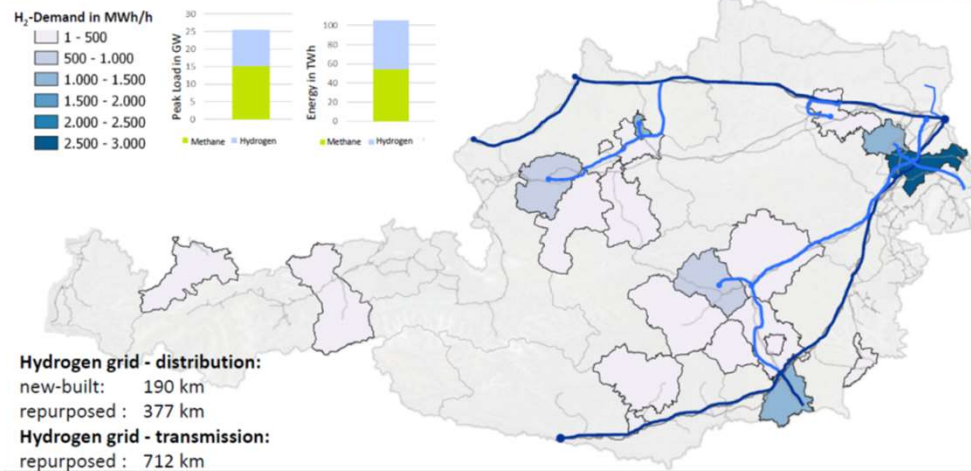 H₂-Demand in MWh/h
1 - 500
500 - 1.000
1.000 - 1.500
1.500 - 2.000
2.000 - 2.500
2.500 - 3.000
Peak Load in GW
30
25
20
15
10
5
0
Methane Hydrogen
Energy in TWh
100
80
60
40
20
0
Methane Hydrogen
Hydrogen grid - distribution:
new-built: 190 km
repurposed : 377 km
Hydrogen grid - transmission:
repurposed : 712 km